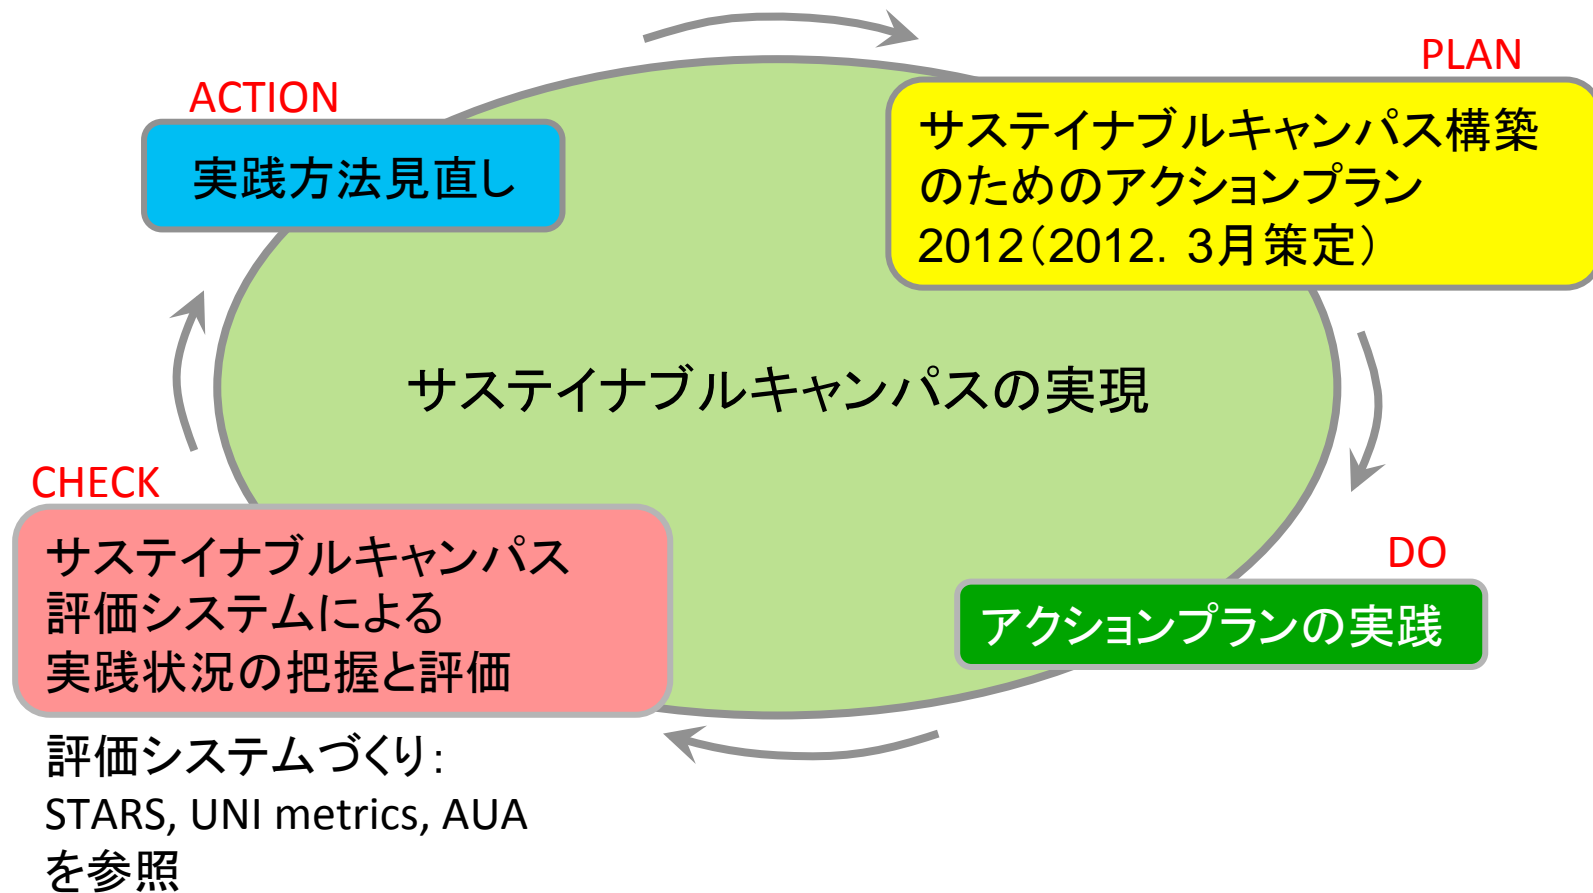 PLAN
サステイナブルキャンパス構築
のためのアクションプラン
2012(2012．3月策定)
ACTION
実践方法見直し
サステイナブルキャンパスの実現
DO
アクションプランの実践
CHECK
サステイナブルキャンパス
評価システムによる
実践状況の把握と評価
評価システムづくり：
STARS, UNI metrics, AUA
を参照